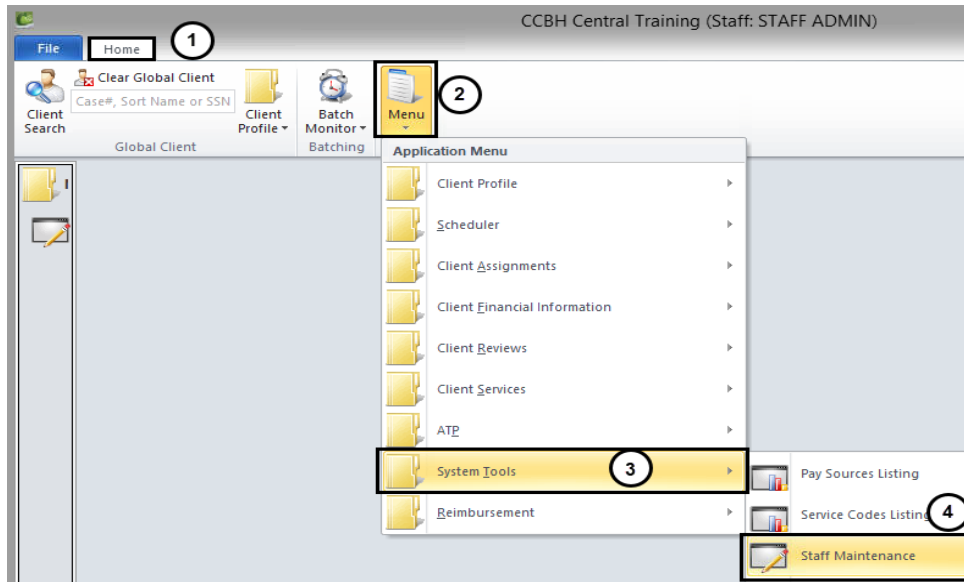 CCBH Central Training (Staff: STAFF ADMIN)
File
Home
1
Client Search
Clear Global Client
Case#, Sort Name or SSN
Client Profile
Global Client
Batch Monitor
Batching
Menu
2
Application Menu
Client Profile
Scheduler
Client Assignments
Client Financial Information
Client Reviews
Client Services
ATP
System Tools
3
Reimbursement
Pay Sources Listing
Service Codes Listing
4
Staff Maintenance